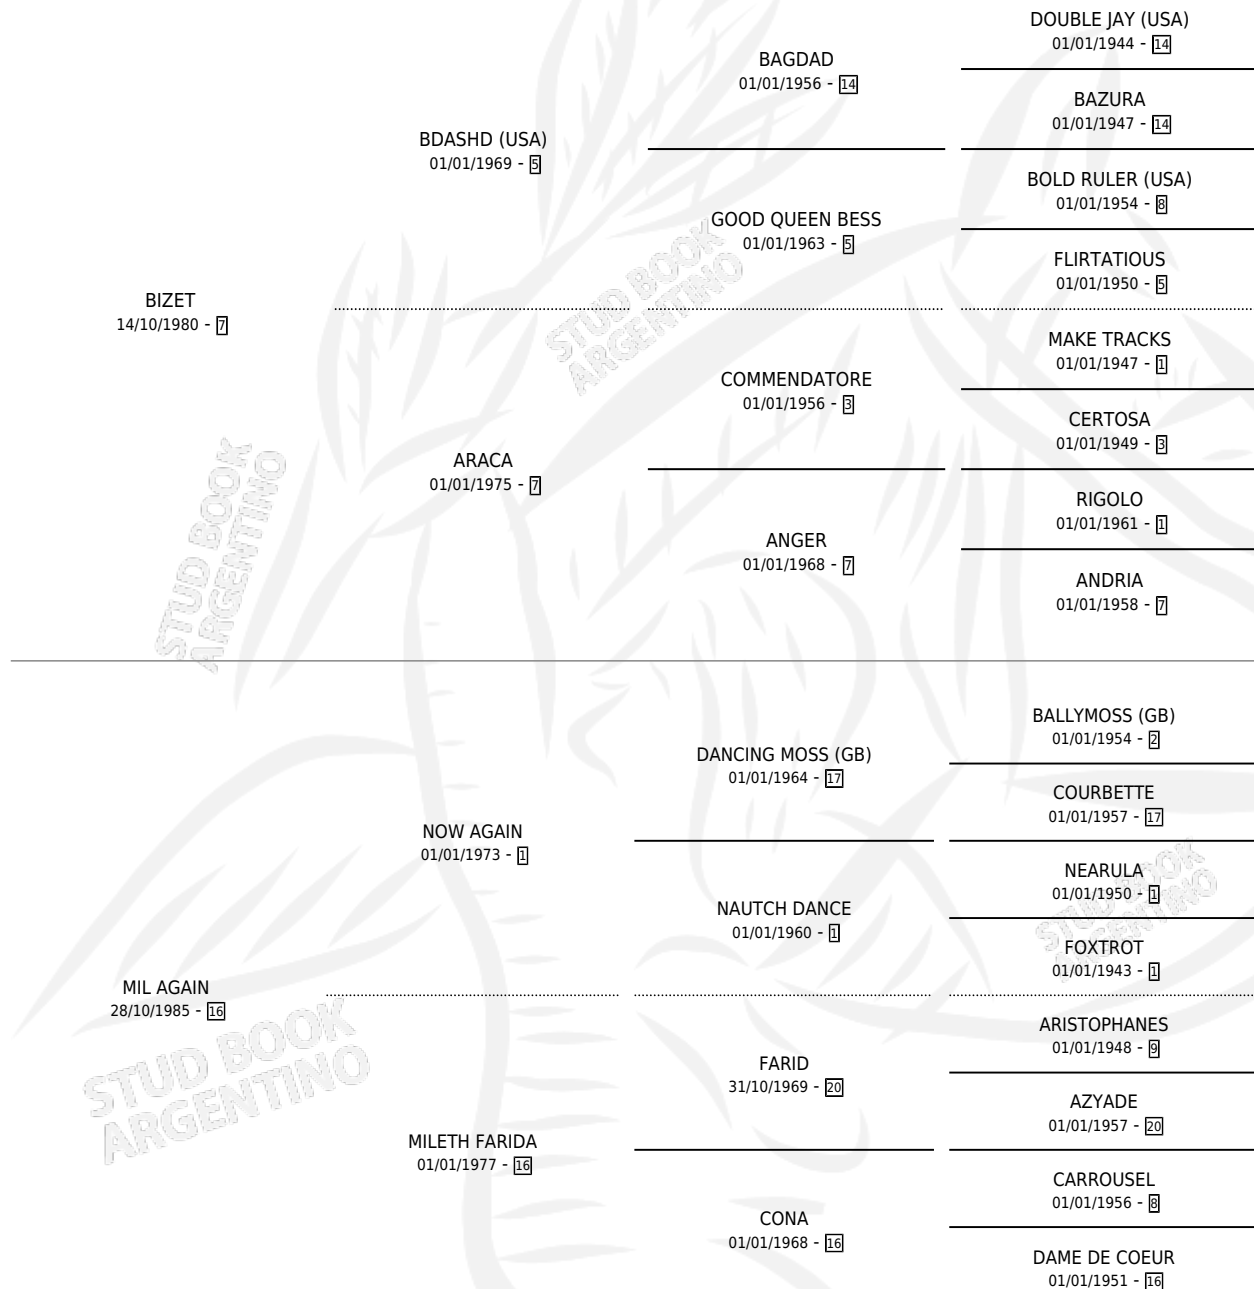 DOUBLE JAY (USA)
01/01/1944 - 14
BAGDAD
01/01/1956 - 14
BAZURA
01/01/1947 - 14
BDASHD (USA)
01/01/1969 - 5
BOLD RULER (USA)
01/01/1954 - 8
GOOD QUEEN BESS
01/01/1963 - 5
FLIRTATIOUS
01/01/1950 - 5
STUD BOOK
ARGENTINO
BIZET
14/10/1980 - 7
MAKE TRACKS
01/01/1947 - 1
COMMENDATORE
01/01/1956 - 3
CERTOSA
01/01/1949 - 3
ARACA
01/01/1975 - 7
RIGOLO
01/01/1961 - 1
ANGER
01/01/1968 - 7
ANDRIA
01/01/1958 - 7
STUD BOOK
ARGENTINO
BALLYMOSS (GB)
01/01/1954 - 2
DANCING MOSS (GB)
01/01/1964 - 17
COURBETTE
01/01/1957 - 17
NOW AGAIN
01/01/1973 - 1
NEARULA
01/01/1950 - 1
NAUTCH DANCE
01/01/1960 - 1
FOXTROT
01/01/1943 - 1
STUD BOOK
ARGENTINO
MIL AGAIN
28/10/1985 - 16
ARISTOPHANES
01/01/1948 - 9
FARID
31/10/1969 - 20
AZYADE
01/01/1957 - 20
STUD BOOK
ARGENTINO
MILETH FARIDA
01/01/1977 - 16
CARROUSEL
01/01/1956 - 8
CONA
01/01/1968 - 16
DAME DE COEUR
01/01/1951 - 16